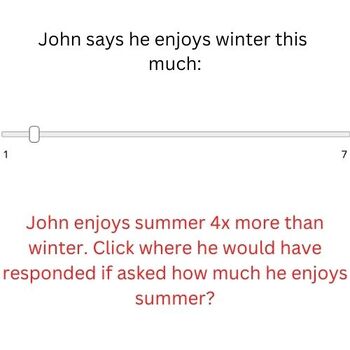 John says he enjoys winter this
much:
1 7
John enjoys summer 4x more than
winter. Click where he would have
responded if asked how much he enjoys
summer?